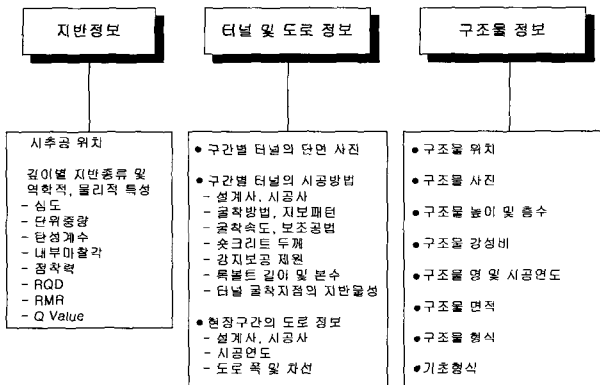 지반정보
시추공 위치
깊이별 지반종류 및
역학적, 물리적 특성
- 심도
- 단위중량
- 탄성계수
- 내부마찰각
- 점착력
- RQD
- RMR
- Q Value
터널 및 도로 정보
● 구간별 터널의 단면 사진
● 구간별 터널의 시공방법
- 설계사, 시공사
- 굴착방법, 지보패턴
- 굴착속도, 보조공법
- 숏크리트 두께
- 강지보공 제원
- 록볼트 길이 및 본수
- 터널 굴착지점의 지반물성
● 현장구간의 도로 정보
- 설계사, 시공사
- 시공연도
- 도로 폭 및 차선
구조물 정보
● 구조물 위치
● 구조물 사진
● 구조물 높이 및 층수
● 구조물 강성비
● 구조물 명 및 시공연도
● 구조물 면적
● 구조물 형식
● 기초형식